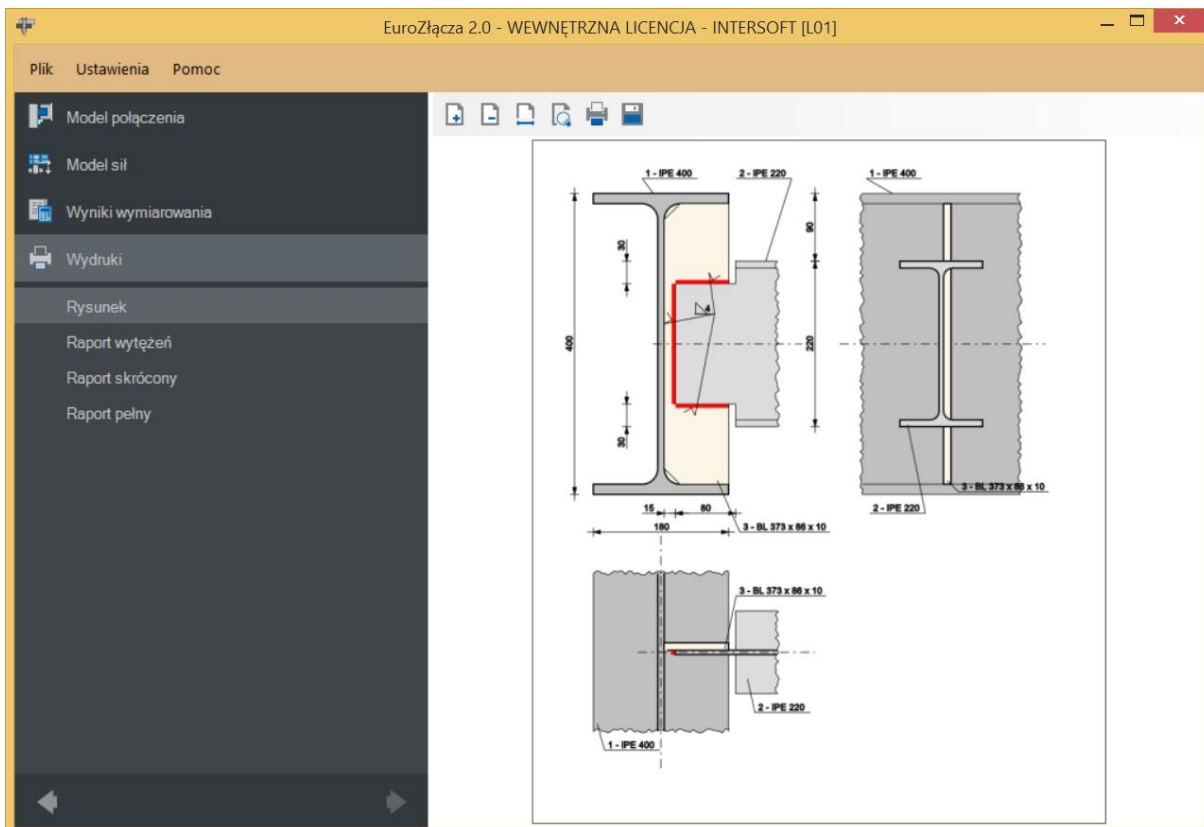 EuroZłącza 2.0 - WEWNĘTRZNA LICENCJA - INTERSOFT [L01]
Plik Ustawienia Pomoc
Model połączenia
Model sił
Wyniki wymiarowania
Wydruki
Rysunek
Raport wytężeń
Raport skrócony
Raport pełny
1 - IPE 400
2 - IPE 220
1 - IPE 400
30
90
4
400
220
30
15
80
180
3 - BL 373 x 86 x 10
3 - BL 373 x 86 x 10
2 - IPE 220
3 - BL 373 x 86 x 10
2 - IPE 220
1 - IPE 400